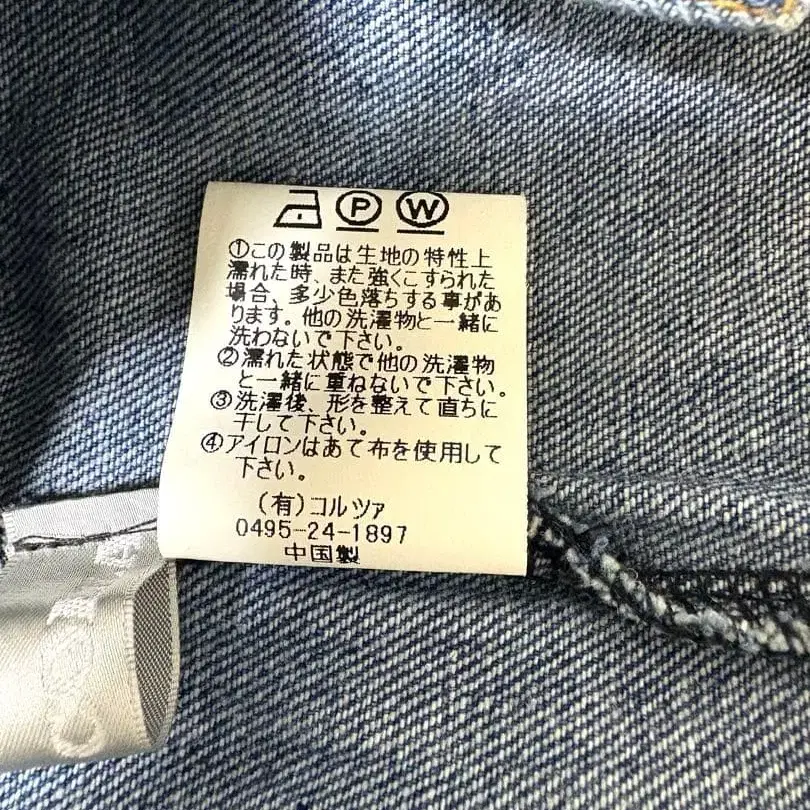 P W
①この製品は生地の特性上
濡れた時、また強くこすられた
場合、多少色落ちする事があ
ります。他の洗濯物と一緒に
洗わないで下さい。
②濡れた状態で他の洗濯物
と一緒に重ねないで下さい。
③洗濯後、形を整えて直ちに
干して下さい。
④アイロンはあて布を使用して
下さい。
(有)コルツァ
0495-24-1897
中国製